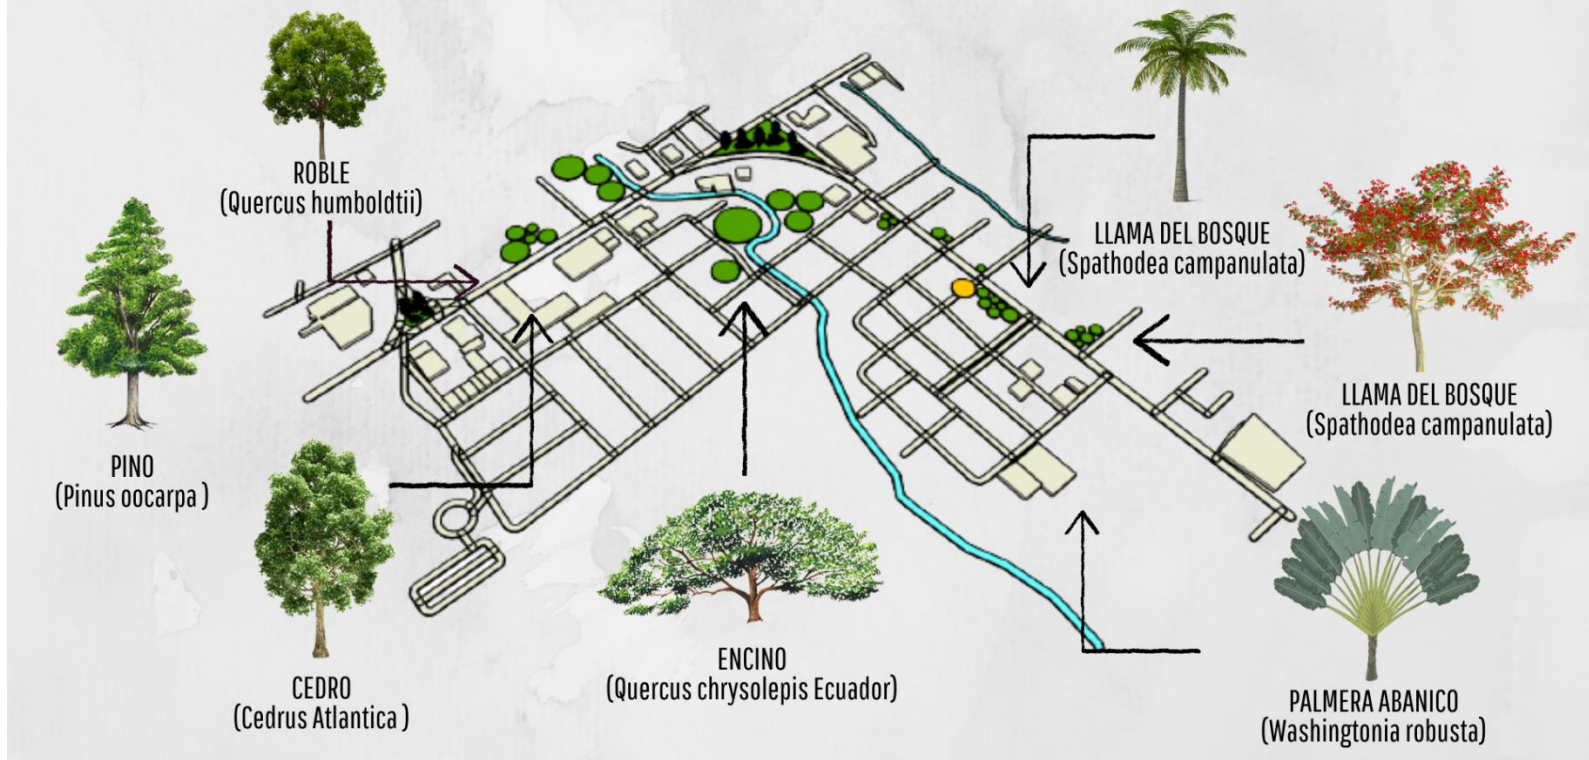 ROBLE
(Quercus humboldtii)
LLAMA DEL BOSQUE
(Spathodea campanulata)
LLAMA DEL BOSQUE
(Spathodea campanulata)
PINO
(Pinus oocarpa )
CEDRO
(Cedrus Atlantica )
ENCINO
(Quercus chrysolepis Ecuador)
PALMERA ABANICO
(Washingtonia robusta)